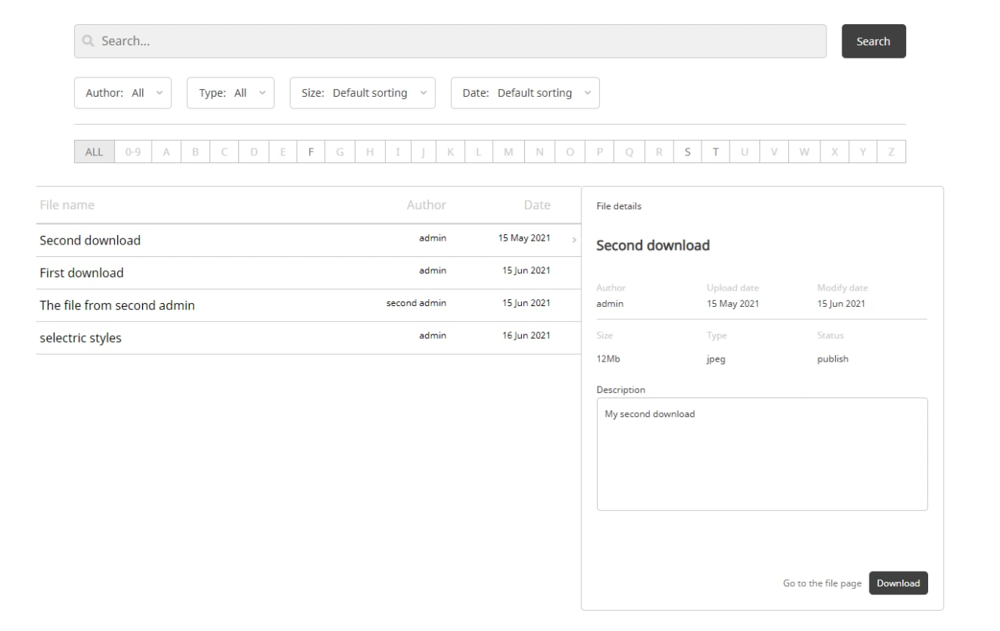 Search...
Search
Author: All
Type: All
Size: Default sorting
Date: Default sorting
ALL 0-9 A B C D E F G H I J K L M N O P Q R S T U V W X Y Z
File name Author Date
Second download admin 15 May 2021
First download admin 15 Jun 2021
The file from second admin second admin 15 Jun 2021
selectric styles admin 16 Jun 2021
File details
Second download
Author Upload date Modify date
admin 15 May 2021 15 Jun 2021
Size Type Status
12Mb jpeg publish
Description
My second download
Go to the file page Download